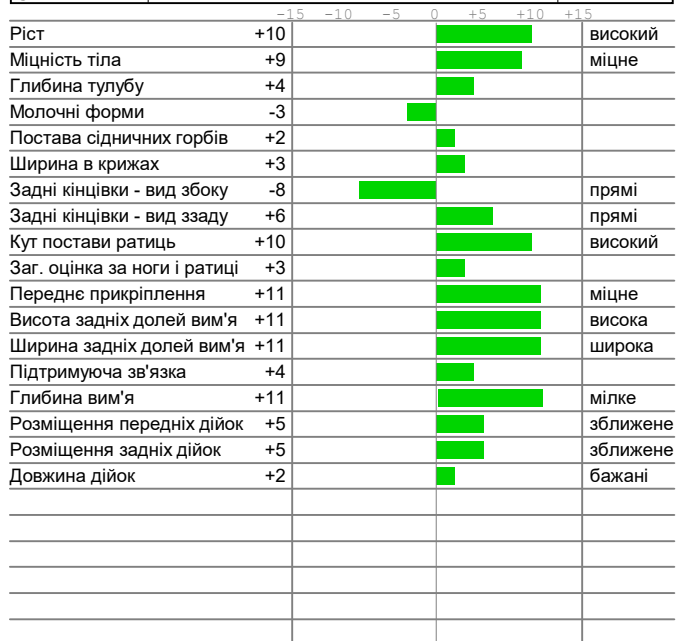 -15 -10 -5 0 +5 +10 +15
Ріст +10 високий
Міцність тіла +9 міцне
Глибина тулубу +4
Молочні форми -3
Постава сідничних горбів +2
Ширина в крижах +3
Задні кінцівки - вид збоку -8 прямі
Задні кінцівки - вид ззаду +6 прямі
Кут постави ратиць +10 високий
Заг. оцінка за ноги і ратиці +3
Переднє прикріплення +11 міцне
Висота задніх долей вим'я +11 висока
Ширина задніх долей вим'я +11 широка
Підтримуюча зв'язка +4
Глибина вим'я +11 мілке
Розміщення передніх дійок +5 зближене
Розміщення задніх дійок +5 зближене
Довжина дійок +2 бажані